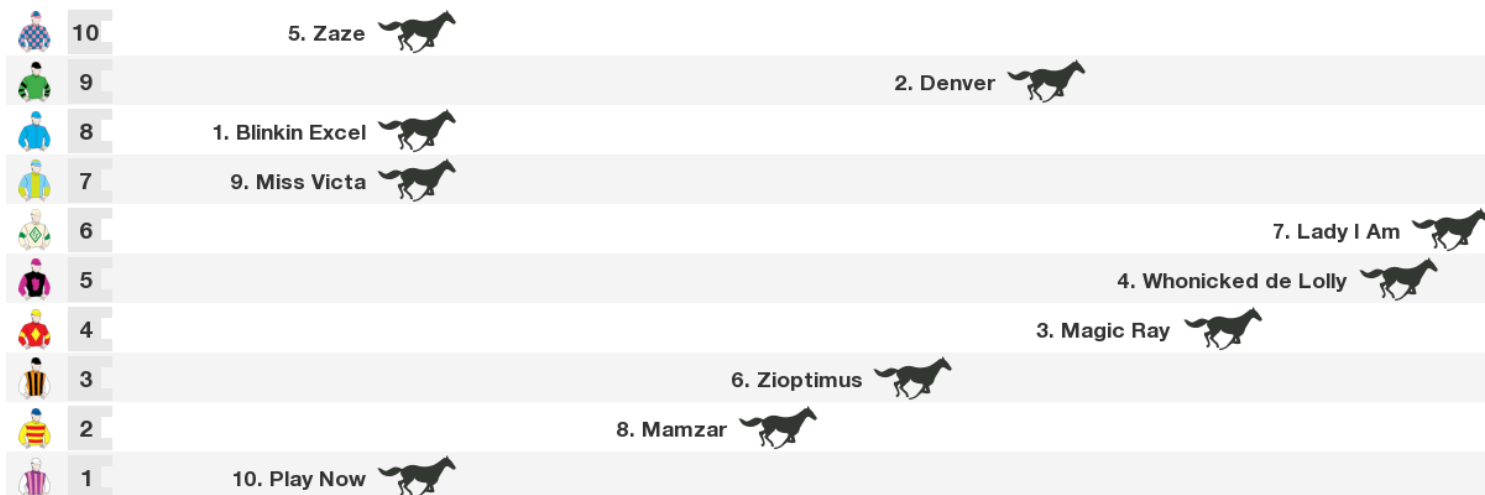 10 5. Zaze
9 2. Denver
8 1. Blinkin Excel
7 9. Miss Victa
6 7. Lady I Am
5 4. Whonicked de Lolly
4 3. Magic Ray
3 6. Zioptimus
2 8. Mamzar
1 10. Play Now